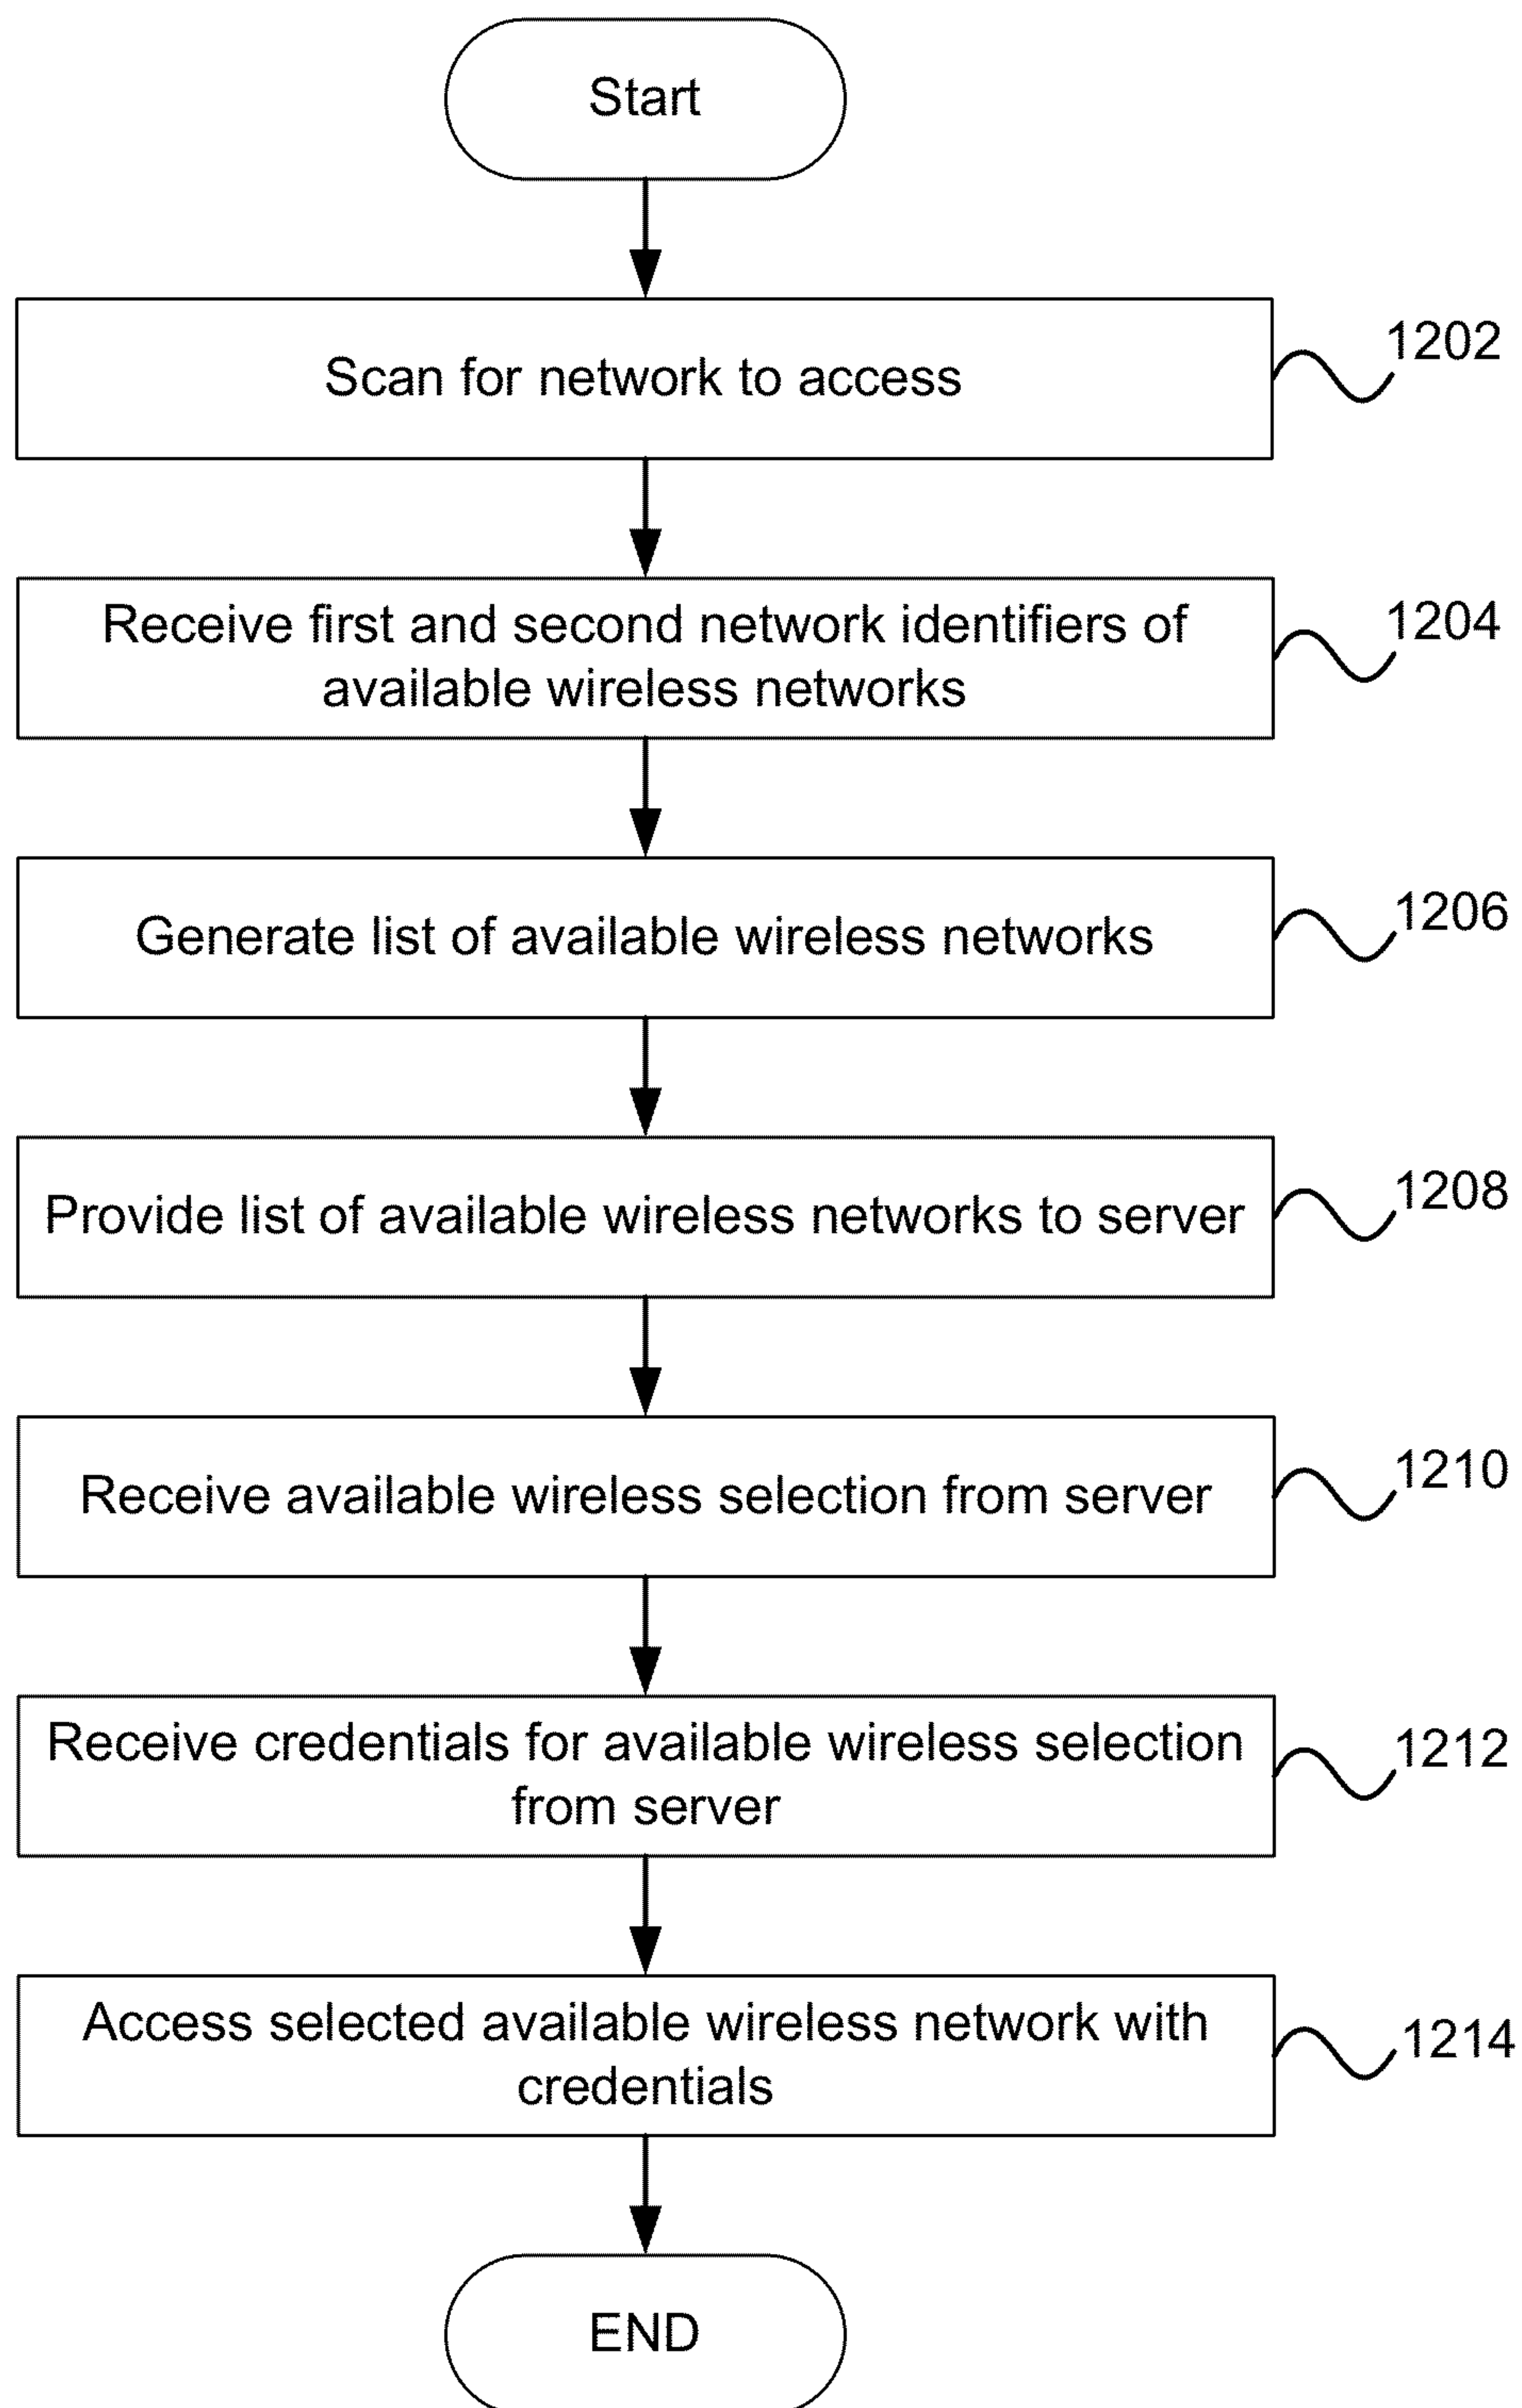 Start
Scan for network to access
1202
Receive first and second network identifiers of
available wireless networks
1204
Generate list of available wireless networks
1206
Provide list of available wireless networks to server
1208
Receive available wireless selection from server
1210
Receive credentials for available wireless selection
from server
1212
Access selected available wireless network with
credentials
1214
END